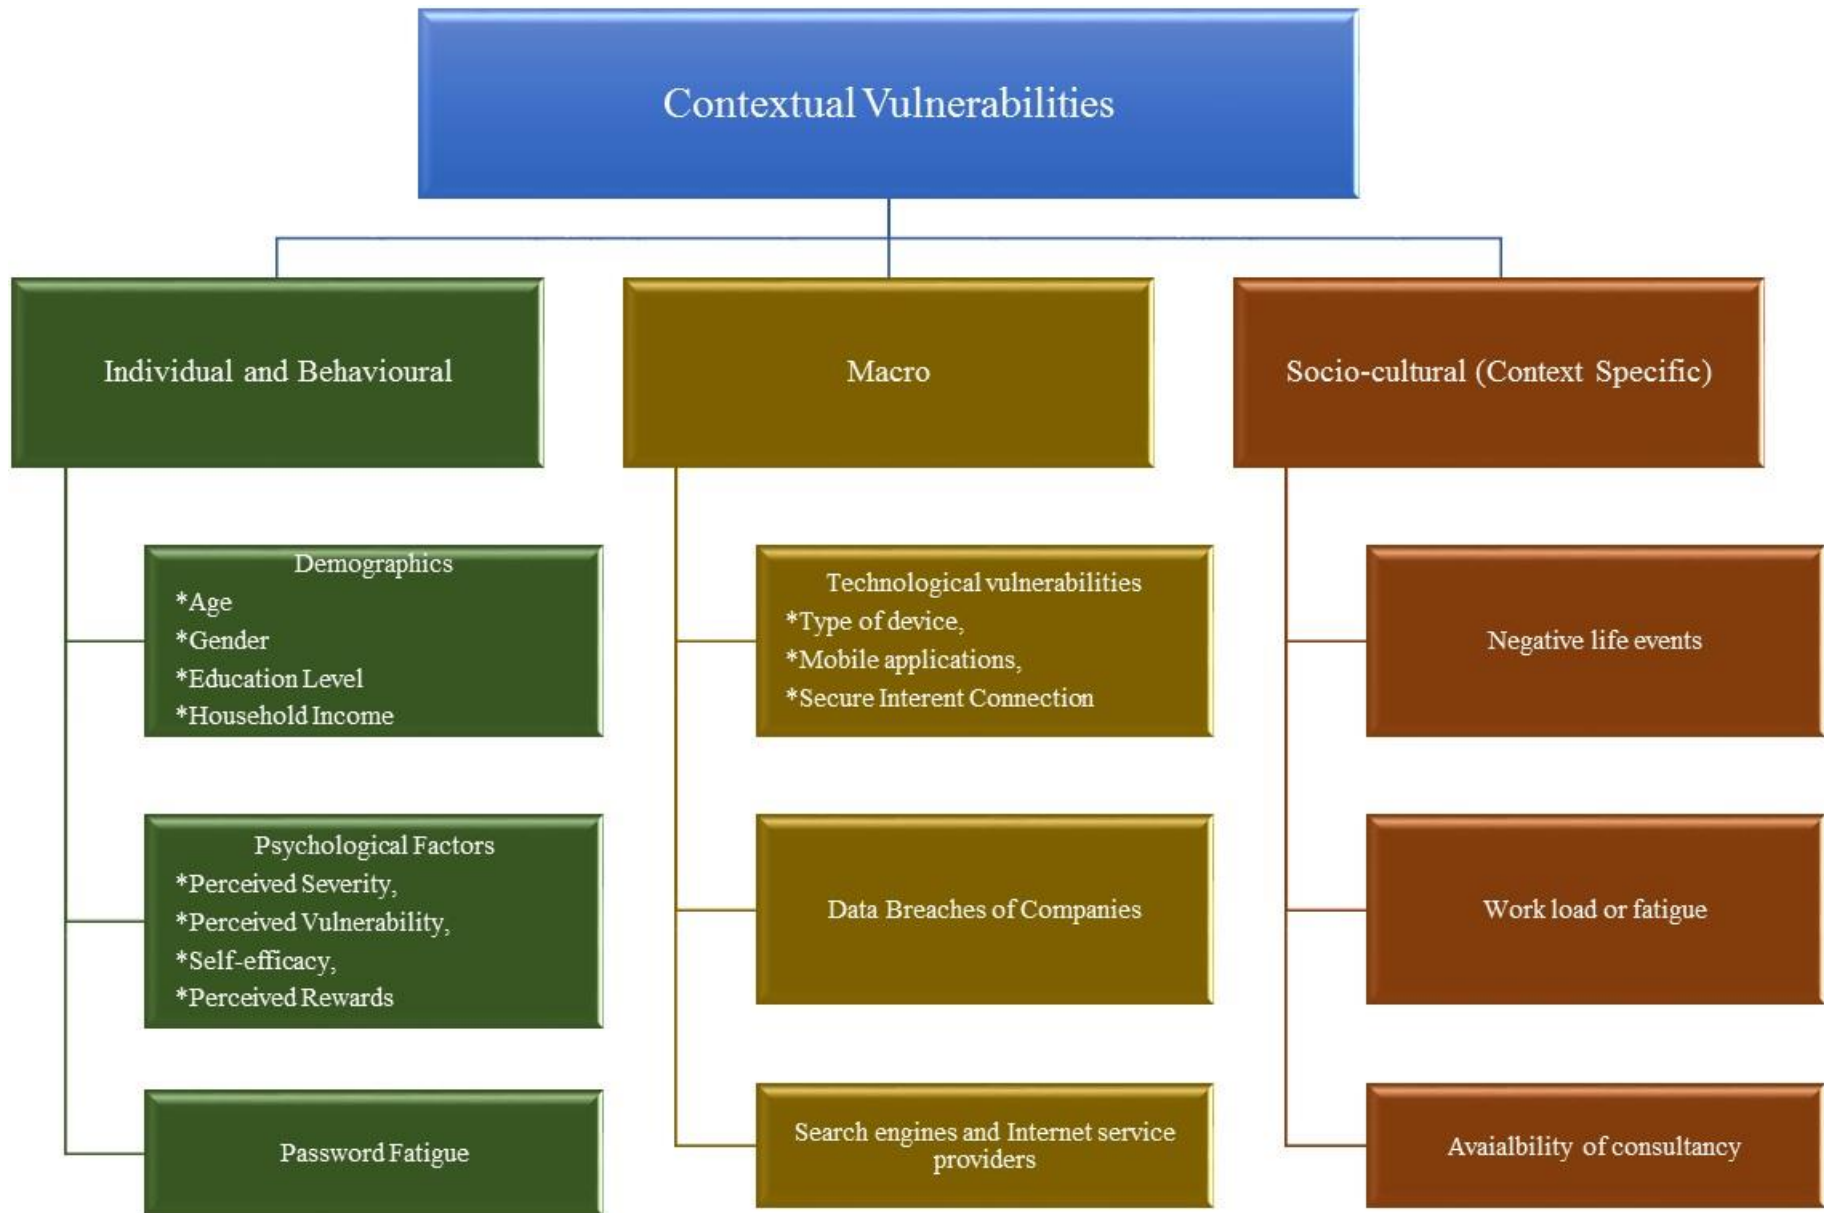 Contextual Vulnerabilities
Individual and Behavioural
Macro
Socio-cultural (Context Specific)
Demographics
*Age
*Gender
*Education Level
*Household Income
Technological vulnerabilities
*Type of device,
*Mobile applications,
*Secure Interent Connection
Negative life events
Psychological Factors
*Perceived Severity,
*Perceived Vulnerability,
*Self-efficacy,
*Perceived Rewards
Data Breaches of Companies
Work load or fatigue
Password Fatigue
Search engines and Internet service
providers
Avaialbility of consultancy